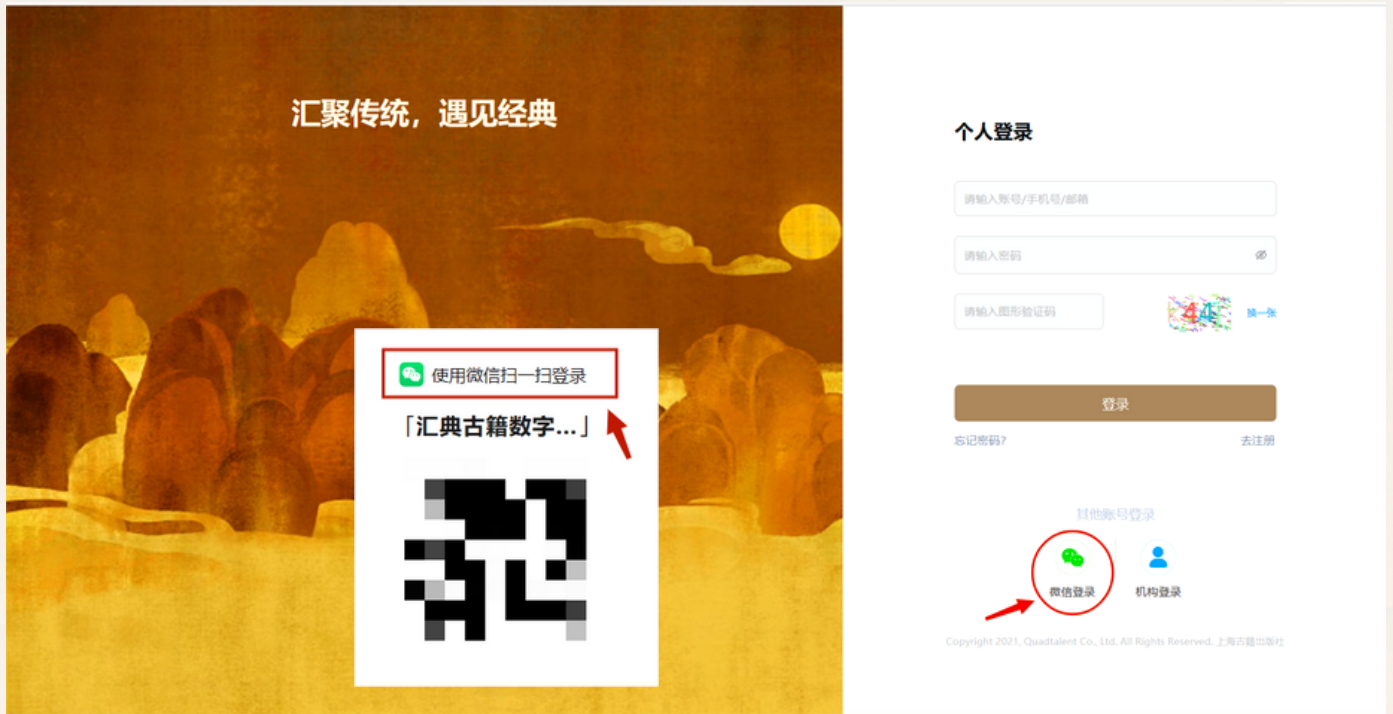 汇聚传统，遇见经典
使用微信扫一扫登录
「汇典古籍数字...」
个人登录
请输入账号/手机号/邮箱
请输入密码
请输入图形验证码
换一张
登录
忘记密码?
去注册
其他账号登录
微信登录
机构登录
Copyright 2021, Quadtalent Co., Ltd. All Rights Reserved. 上海古籍出版社